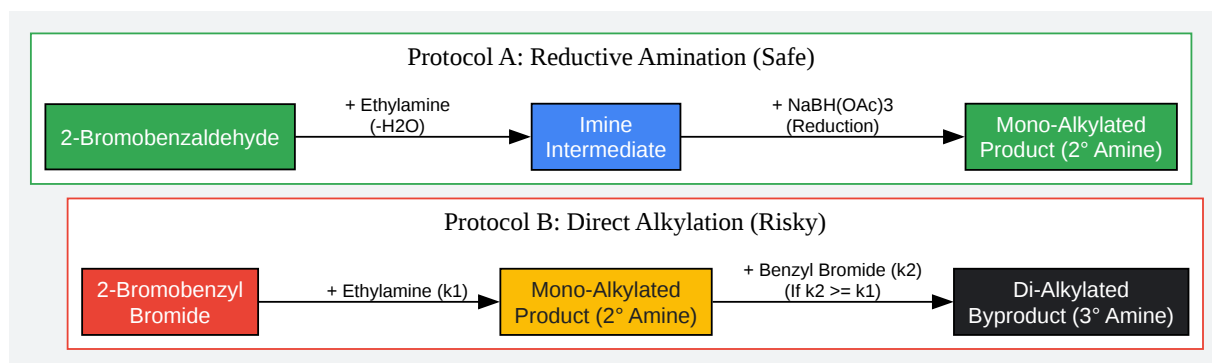 Protocol A: Reductive Amination (Safe)
2-Bromobenzaldehyde
+ Ethylamine
(-H2O)
Imine
Intermediate
+ NaBH(OAc)3
(Reduction)
Mono-Alkylated
Product (2° Amine)
Protocol B: Direct Alkylation (Risky)
2-Bromobenzyl
Bromide
+ Ethylamine (k1)
Mono-Alkylated
Product (2° Amine)
+ Benzyl Bromide (k2)
(If k2 >= k1)
Di-Alkylated
Byproduct (3° Amine)